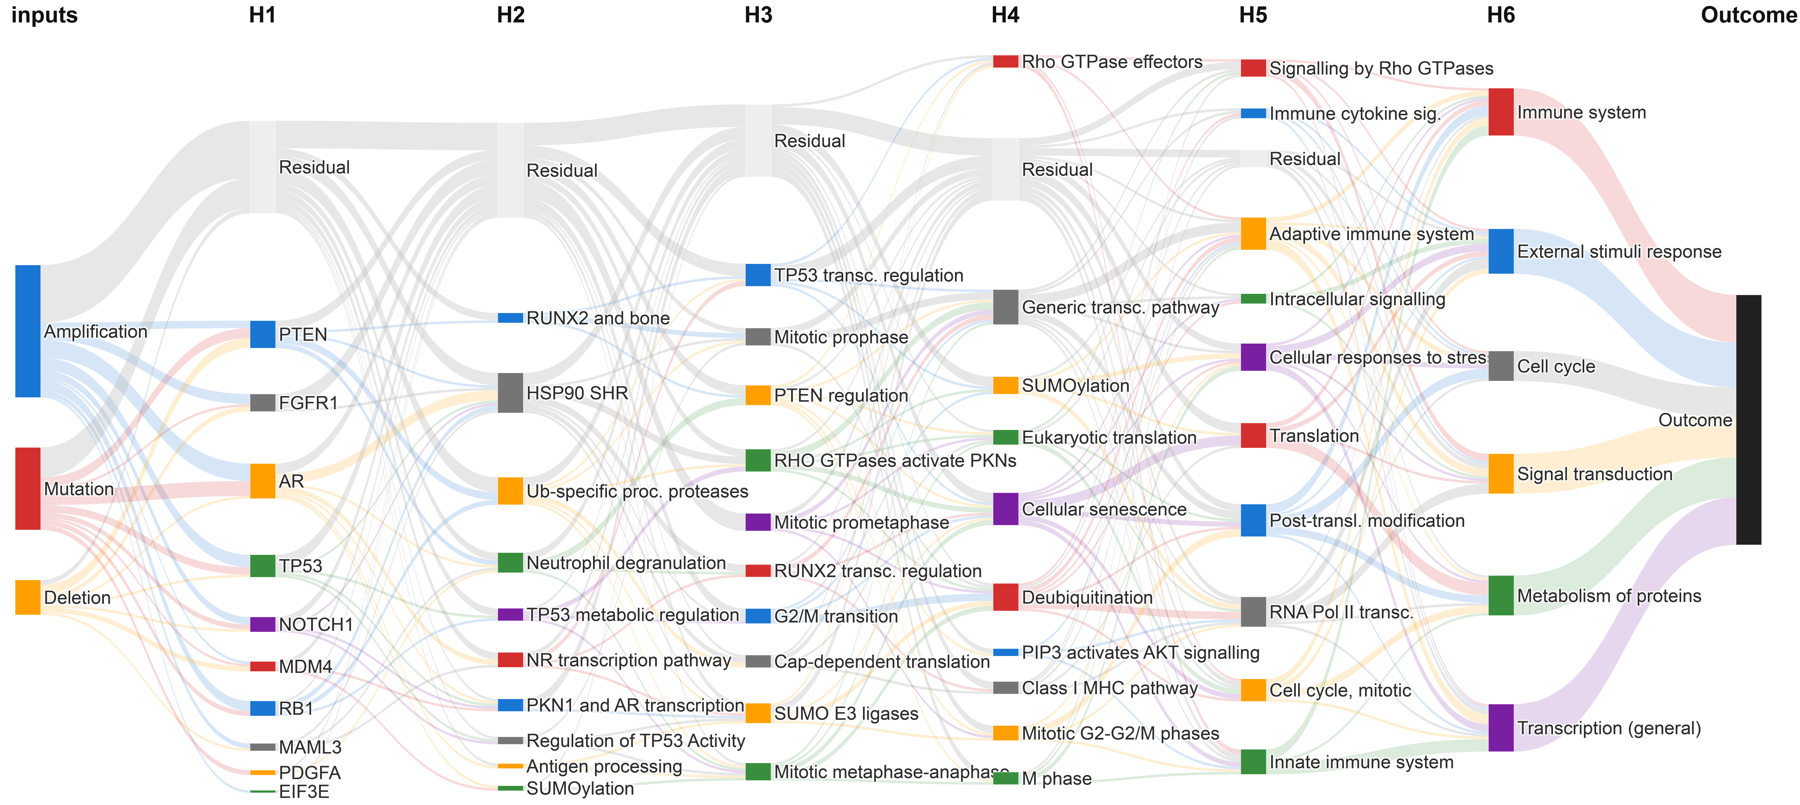 inputs H1 H2 H3 H4 H5 H6 Outcome
Amplification
Mutation
Deletion
Residual
PTEN
FGFR1
AR
TP53
NOTCH1
MDM4
RB1
MAML3
PDGFA
EIF3E
Residual
RUNX2 and bone
HSP90 SHR
Ub-specific proc. proteases
Neutrophil degranulation
TP53 metabolic regulation
NR transcription pathway
PKN1 and AR transcription
Regulation of TP53 Activity
Antigen processing
SUMOylation
Residual
TP53 transc. regulation
Mitotic prophase
PTEN regulation
RHO GTPases activate PKNs
Mitotic prometaphase
RUNX2 transc. regulation
G2/M transition
Cap-dependent translation
SUMO E3 ligases
Mitotic metaphase-anaphase
Rho GTPase effectors
Residual
Generic transc. pathway
SUMOylation
Eukaryotic translation
Cellular senescence
Deubiquitination
PIP3 activates AKT signalling
Class I MHC pathway
Mitotic G2-G2/M phases
M phase
Signalling by Rho GTPases
Immune cytokine sig.
Residual
Adaptive immune system
Intracellular signalling
Cellular responses to stress
Translation
Post-transl. modification
RNA Pol II transc.
Cell cycle, mitotic
Innate immune system
Immune system
External stimuli response
Cell cycle
Signal transduction
Metabolism of proteins
Transcription (general)
Outcome